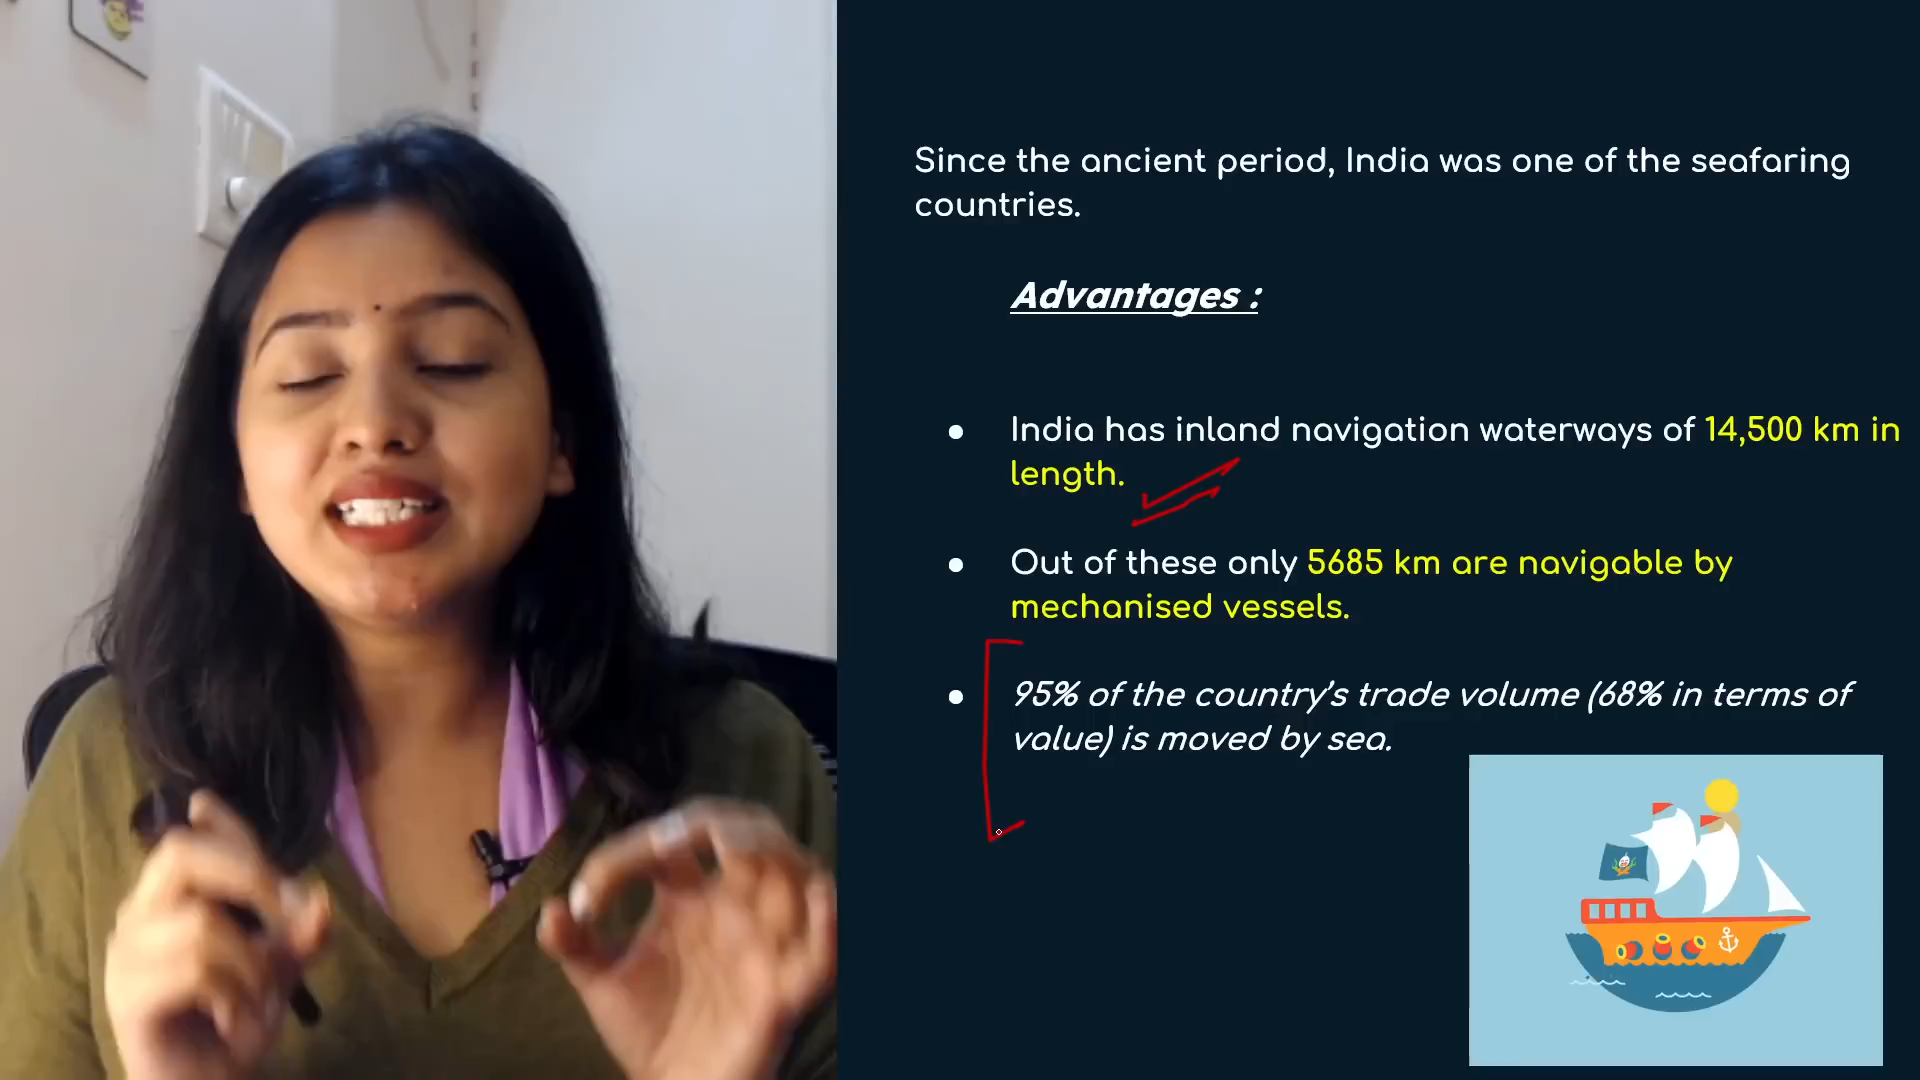 Since the ancient period, India was one of the seafaring
countries.
Advantages :
● India has inland navigation waterways of 14,500 km in
length.
● Out of these only 5685 km are navigable by
mechanised vessels.
● 95% of the country's trade volume (68% in terms of
value) is moved by sea.